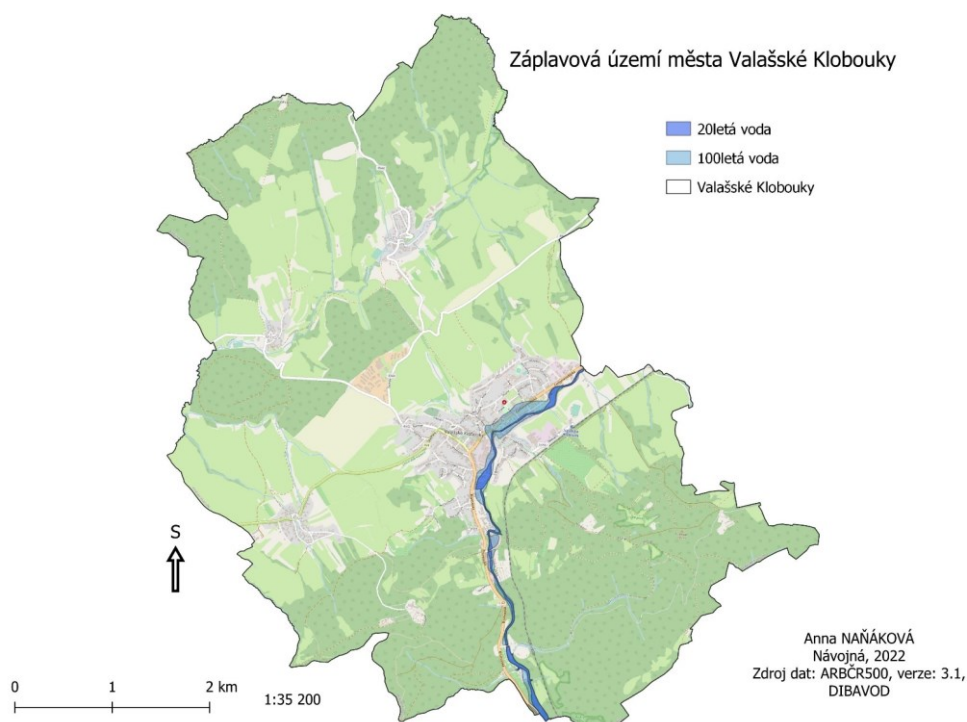 Záplavová území města Valašské Klobouky
20letá voda
100letá voda
Valašské Klobouky
S
0 1 2 km
1:35 200
Anna NAŇÁKOVÁ
Návojná, 2022
Zdroj dat: ARBČR500, verze: 3.1,
DIBAVOD